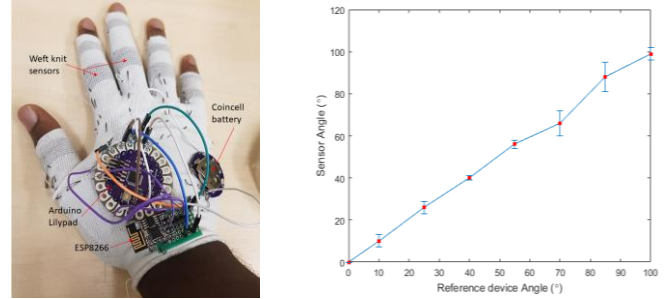 Weft knit
sensors
Coincell
battery
Arduino
Lilypad
ESP8266
Sensor Angle (°)
120
100
80
60
40
20
0
0 10 20 30 40 50 60 70 80 90 100
Reference device Angle (°)